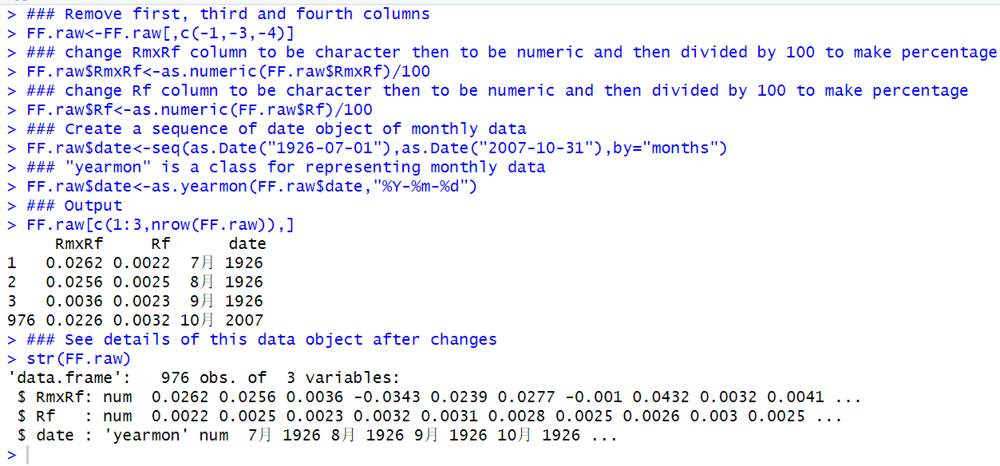 > ### Remove first, third and fourth columns
> FF.raw<-FF.raw[,c(-1,-3,-4)]
> ### change RmxRf column to be character then to be numeric and then divided by 100 to make percentage
> FF.raw$RmxRf<-as.numeric(FF.raw$RmxRf)/100
> ### change Rf column to be character then to be numeric and then divided by 100 to make percentage
> FF.raw$Rf<-as.numeric(FF.raw$Rf)/100
> ### Create a sequence of date object of monthly data
> FF.raw$date<-seq(as.Date("1926-07-01"),as.Date("2007-10-31"),by="months")
> ### "yearmon" is a class for representing monthly data
> FF.raw$date<-as.yearmon(FF.raw$date,"%Y-%m-%d")
> ### Output
> FF.raw[c(1:3,nrow(FF.raw)),]
     RmxRf     Rf      date
1   0.0262 0.0022  7月 1926
2   0.0256 0.0025  8月 1926
3   0.0036 0.0023  9月 1926
976 0.0226 0.0032 10月 2007
> ### See details of this data object after changes
> str(FF.raw)
'data.frame':   976 obs. of  3 variables:
 $ RmxRf: num  0.0262 0.0256 0.0036 -0.0343 0.0239 0.0277 -0.001 0.0432 0.0032 0.0041 ...
 $ Rf   : num  0.0022 0.0025 0.0023 0.0032 0.0031 0.0028 0.0025 0.0026 0.003 0.0025 ...
 $ date : 'yearmon' num  7月 1926 8月 1926 9月 1926 10月 1926 ...
>